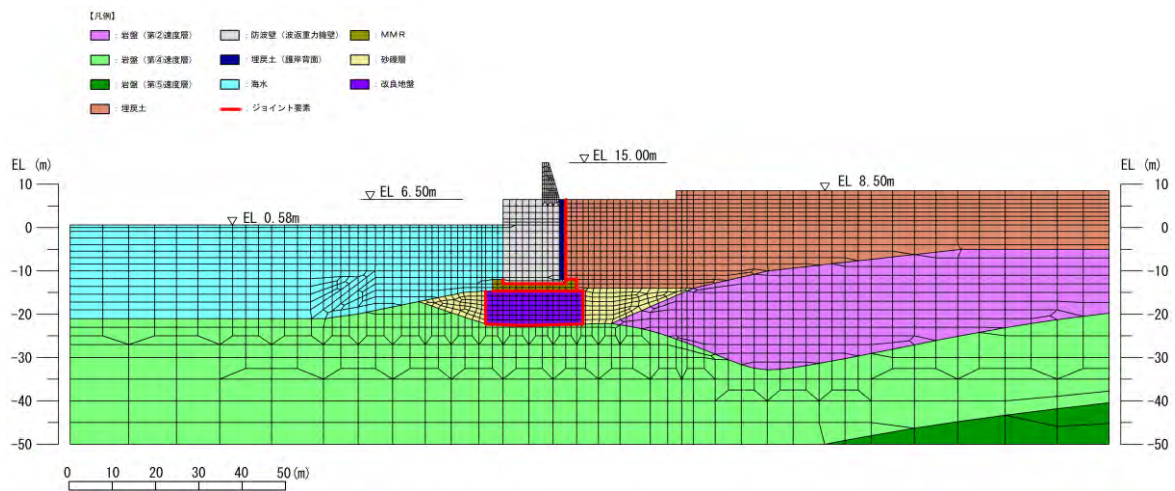 【凡例】
：岩盤（第②速度層） ：防波壁（波返重力擁壁） ：ＭＭＲ
：岩盤（第④速度層） ：埋戻土（護岸背面） ：砂礫層
：岩盤（第⑤速度層） ：海水 ：改良地盤
：埋戻土 ：ジョイント要素
EL (m) EL 15.00m EL (m)
10 EL 6.50m EL 8.50m 10
0 EL 0.58m 0
-10 -10
-20 -20
-30 -30
-40 -40
-50 -50
0 10 20 30 40 50(m)